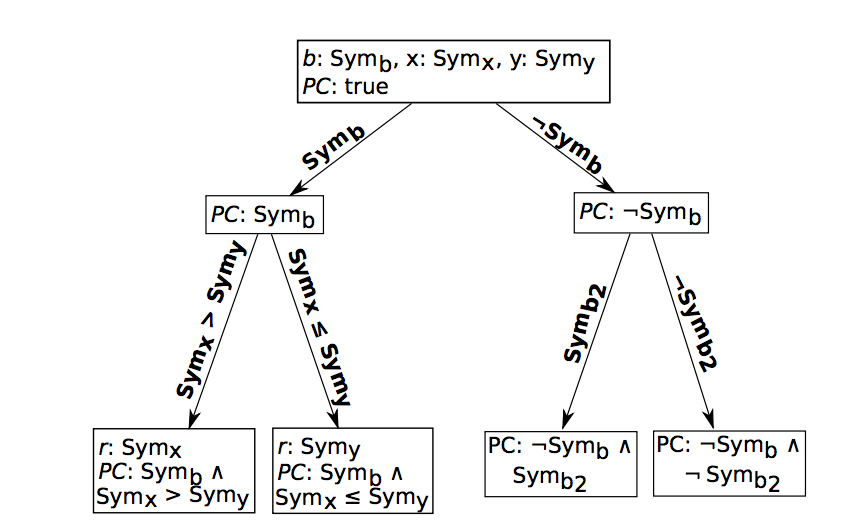 b: Sym_b, x: Sym_x, y: Sym_y
PC: true
Sym_b
¬Sym_b
PC: Sym_b
PC: ¬Sym_b
Sym_x > Sym_y
Sym_x ≤ Sym_y
Sym_b2
¬Sym_b2
r: Sym_x
PC: Sym_b ∧
Sym_x > Sym_y
r: Sym_y
PC: Sym_b ∧
Sym_x ≤ Sym_y
PC: ¬Sym_b ∧
Sym_b2
PC: ¬Sym_b ∧
¬ Sym_b2